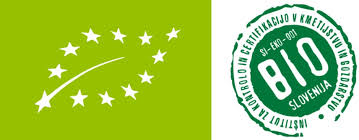 INŠTITUT ZA KONTROLO IN CERTIFIKACIJO V KMETIJSTVU IN GOZDARSTVU
SI-EKO-001
BIO
SLOVENIJA